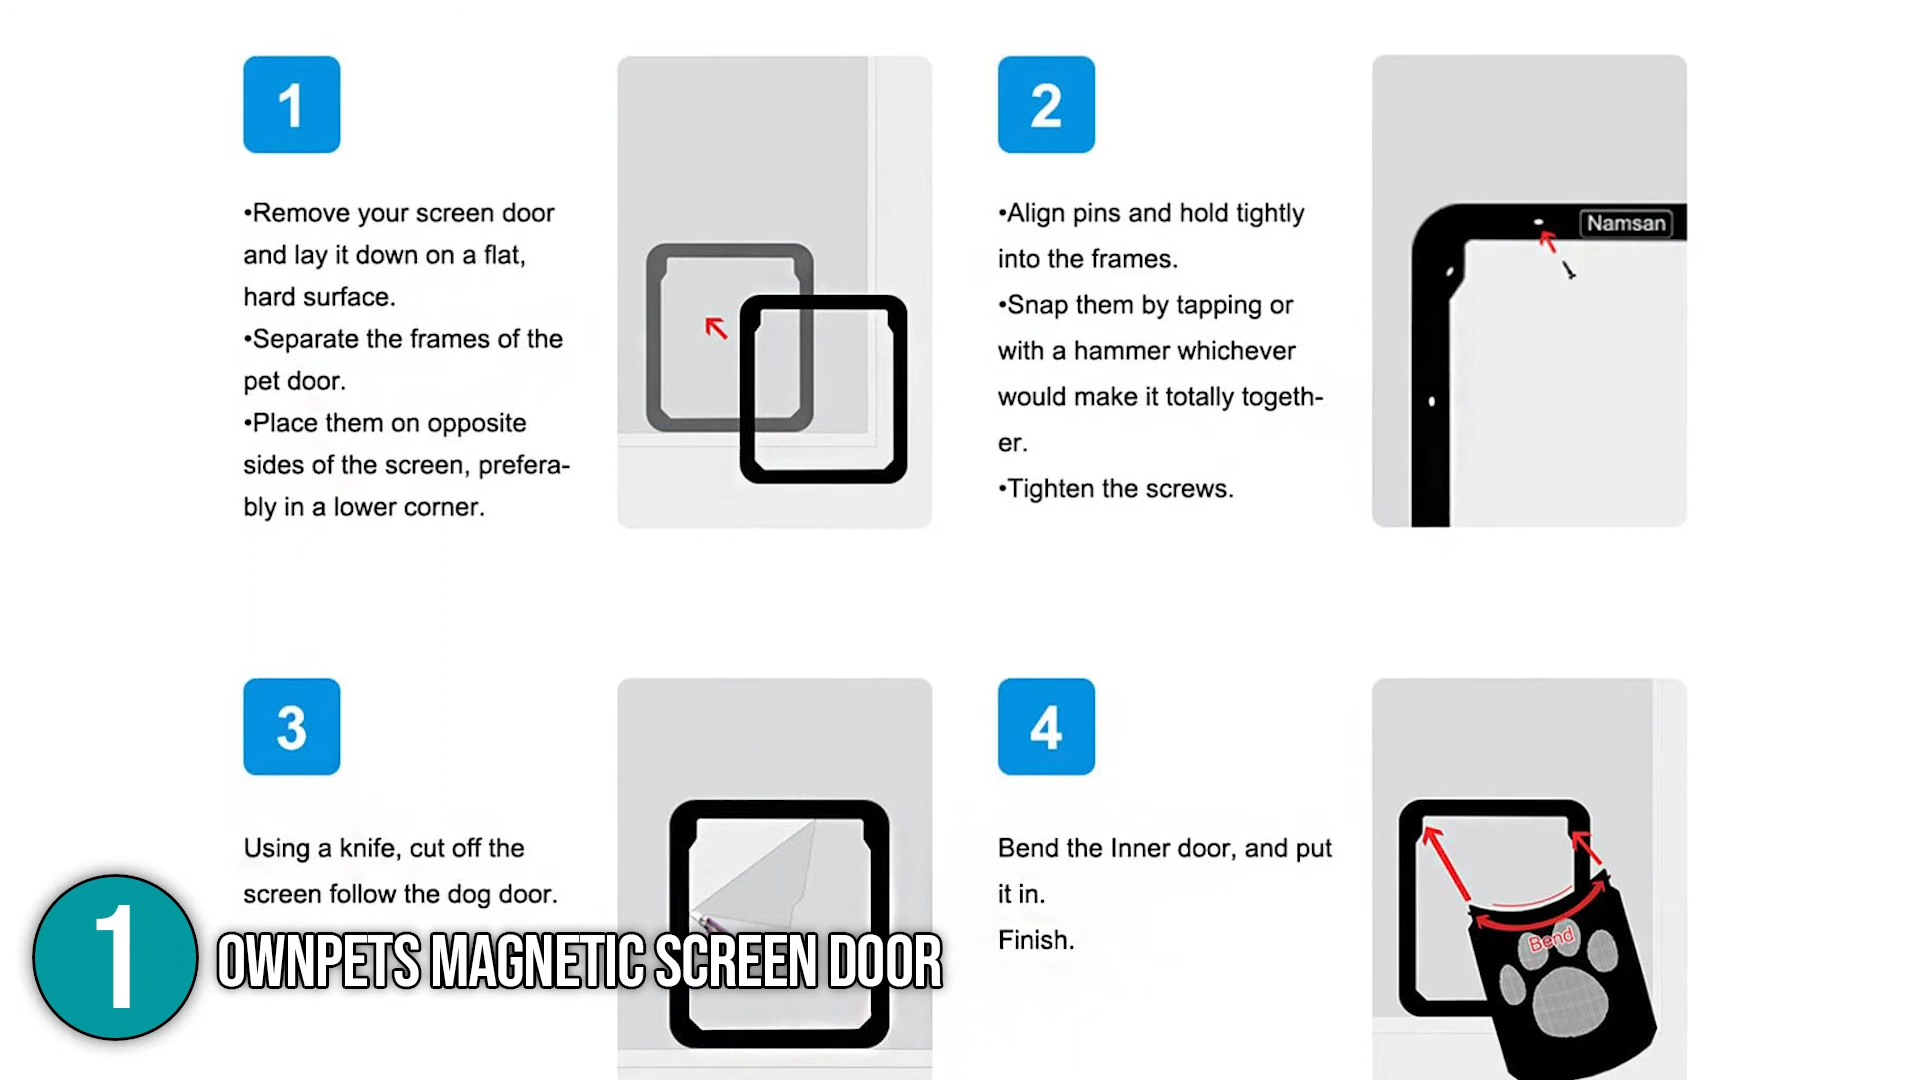 1
•Remove your screen door
and lay it down on a flat,
hard surface.
•Separate the frames of the
pet door.
•Place them on opposite
sides of the screen, prefera-
bly in a lower corner.
2
•Align pins and hold tightly
into the frames.
•Snap them by tapping or
with a hammer whichever
would make it totally togeth-
er.
•Tighten the screws.
Namsan
3
Using a knife, cut off the
screen follow the dog door.
4
Bend the Inner door, and put
it in.
Finish.
Bend
1
OWNPETS MAGNETIC SCREEN DOOR